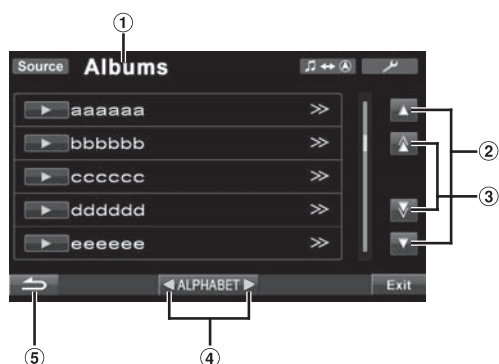 ①
Source Albums
aaaaaa
bbbbbb
cccccc
dddddd
eeeeee
②
③
ALPHABET Exit
⑤ ④